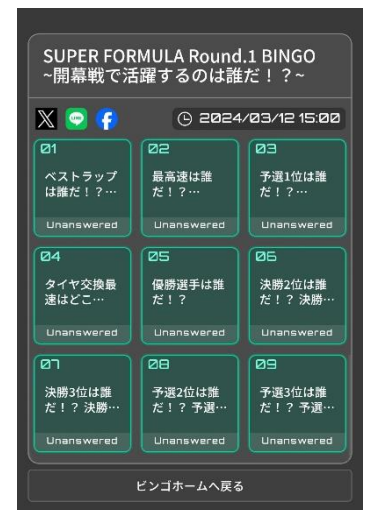 SUPER FORMULA Round.1 BINGO
~開幕戦で活躍するのは誰だ！？~
LINE
2024/03/12 15:00
01
ベストラップ
は誰だ！？…
Unanswered
02
最高速は誰
だ！？…
Unanswered
03
予選1位は誰
だ！？…
Unanswered
04
タイヤ交換最
速はどこ…
Unanswered
05
優勝選手は誰
だ！？
Unanswered
06
決勝2位は誰
だ！？ 決勝…
Unanswered
07
決勝3位は誰
だ！？ 決勝…
Unanswered
08
予選2位は誰
だ！？ 予選…
Unanswered
09
予選3位は誰
だ！？ 予選…
Unanswered
ビンゴホームへ戻る